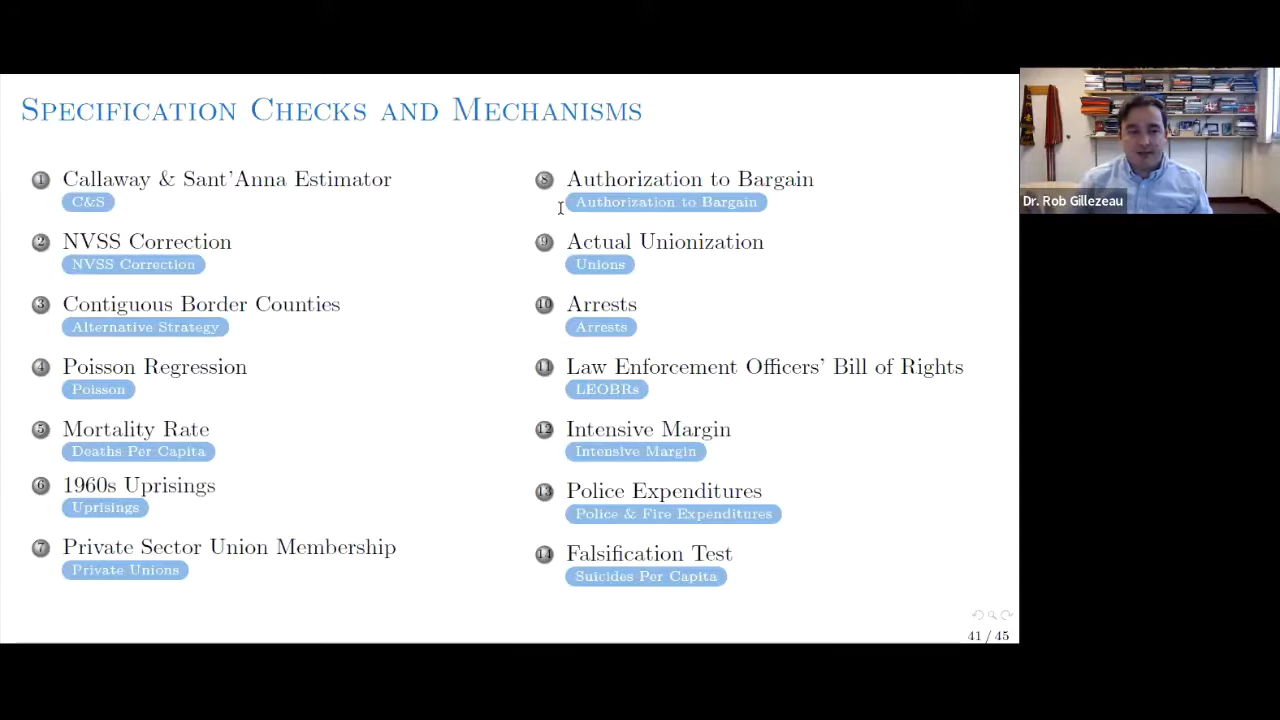 Specification Checks and Mechanisms
1 Callaway & Sant'Anna Estimator
C&S
2 NVSS Correction
NVSS Correction
3 Contiguous Border Counties
Alternative Strategy
4 Poisson Regression
Poisson
5 Mortality Rate
Deaths Per Capita
6 1960s Uprisings
Uprisings
7 Private Sector Union Membership
Private Unions
8 Authorization to Bargain
Authorization to Bargain
9 Actual Unionization
Unions
10 Arrests
Arrests
11 Law Enforcement Officers' Bill of Rights
LEOBRs
12 Intensive Margin
Intensive Margin
13 Police Expenditures
Police & Fire Expenditures
14 Falsification Test
Suicides Per Capita
41 / 45
Dr. Rob Gillezeau